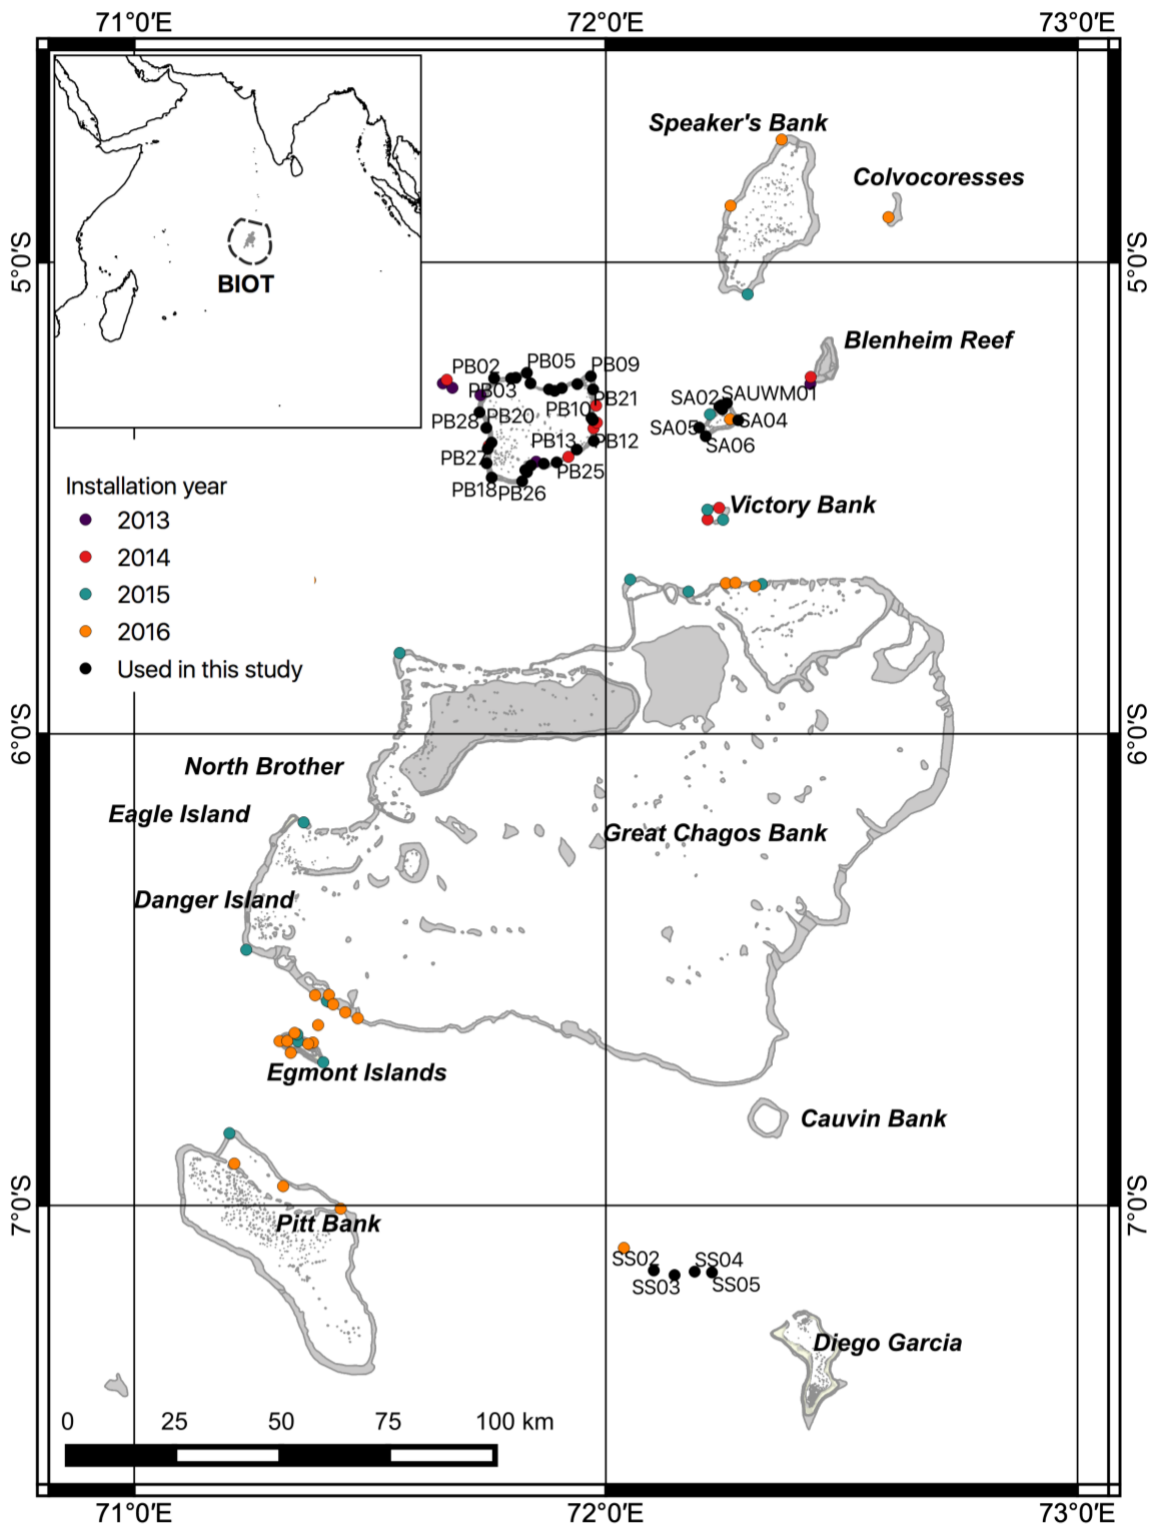 71°0′E 72°0′E 73°0′E
Speaker's Bank
Colvocoresses
5°0′S 5°0′S
BIOT
Blenheim Reef
PB02 PB05 PB09
PB03 PB21
SA02 SAUWM01
PB28 PB20 PB10
SA05 SA04
SA06
PB13 PB12
PB27 PB25
PB18 PB26
Victory Bank
Installation year
2013
2014
2015
2016
Used in this study
6°0′S 6°0′S
North Brother
Eagle Island
Great Chagos Bank
Danger Island
Egmont Islands
Cauvin Bank
7°0′S 7°0′S
Pitt Bank
SS02 SS04
SS03 SS05
Diego Garcia
0 25 50 75 100 km
71°0′E 72°0′E 73°0′E